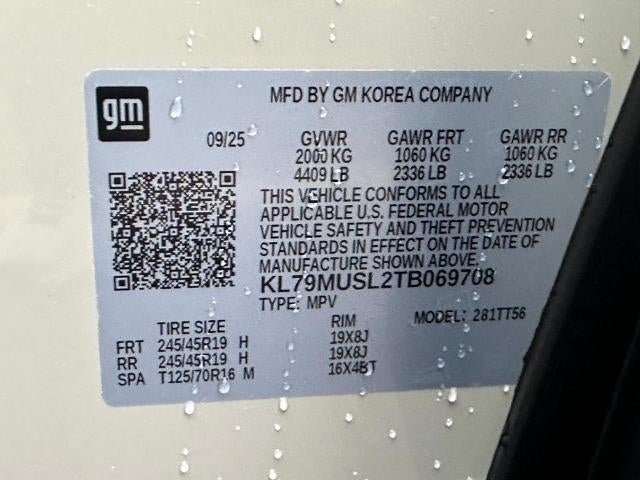 gm
MFD BY GM KOREA COMPANY
09/25 GVWR GAWR FRT GAWR RR
2000 KG 1060 KG 1060 KG
4409 LB 2336 LB 2336 LB
THIS VEHICLE CONFORMS TO ALL
APPLICABLE U.S. FEDERAL MOTOR
VEHICLE SAFETY AND THEFT PREVENTION
STANDARDS IN EFFECT ON THE DATE OF
MANUFACTURE SHOWN ABOVE.
KL79MUSL2TB069708
TYPE: MPV MODEL: 281TT56
TIRE SIZE RIM
FRT 245/45R19 H 19X8J
RR 245/45R19 H 19X8J
SPA T125/70R16 M 16X4BT